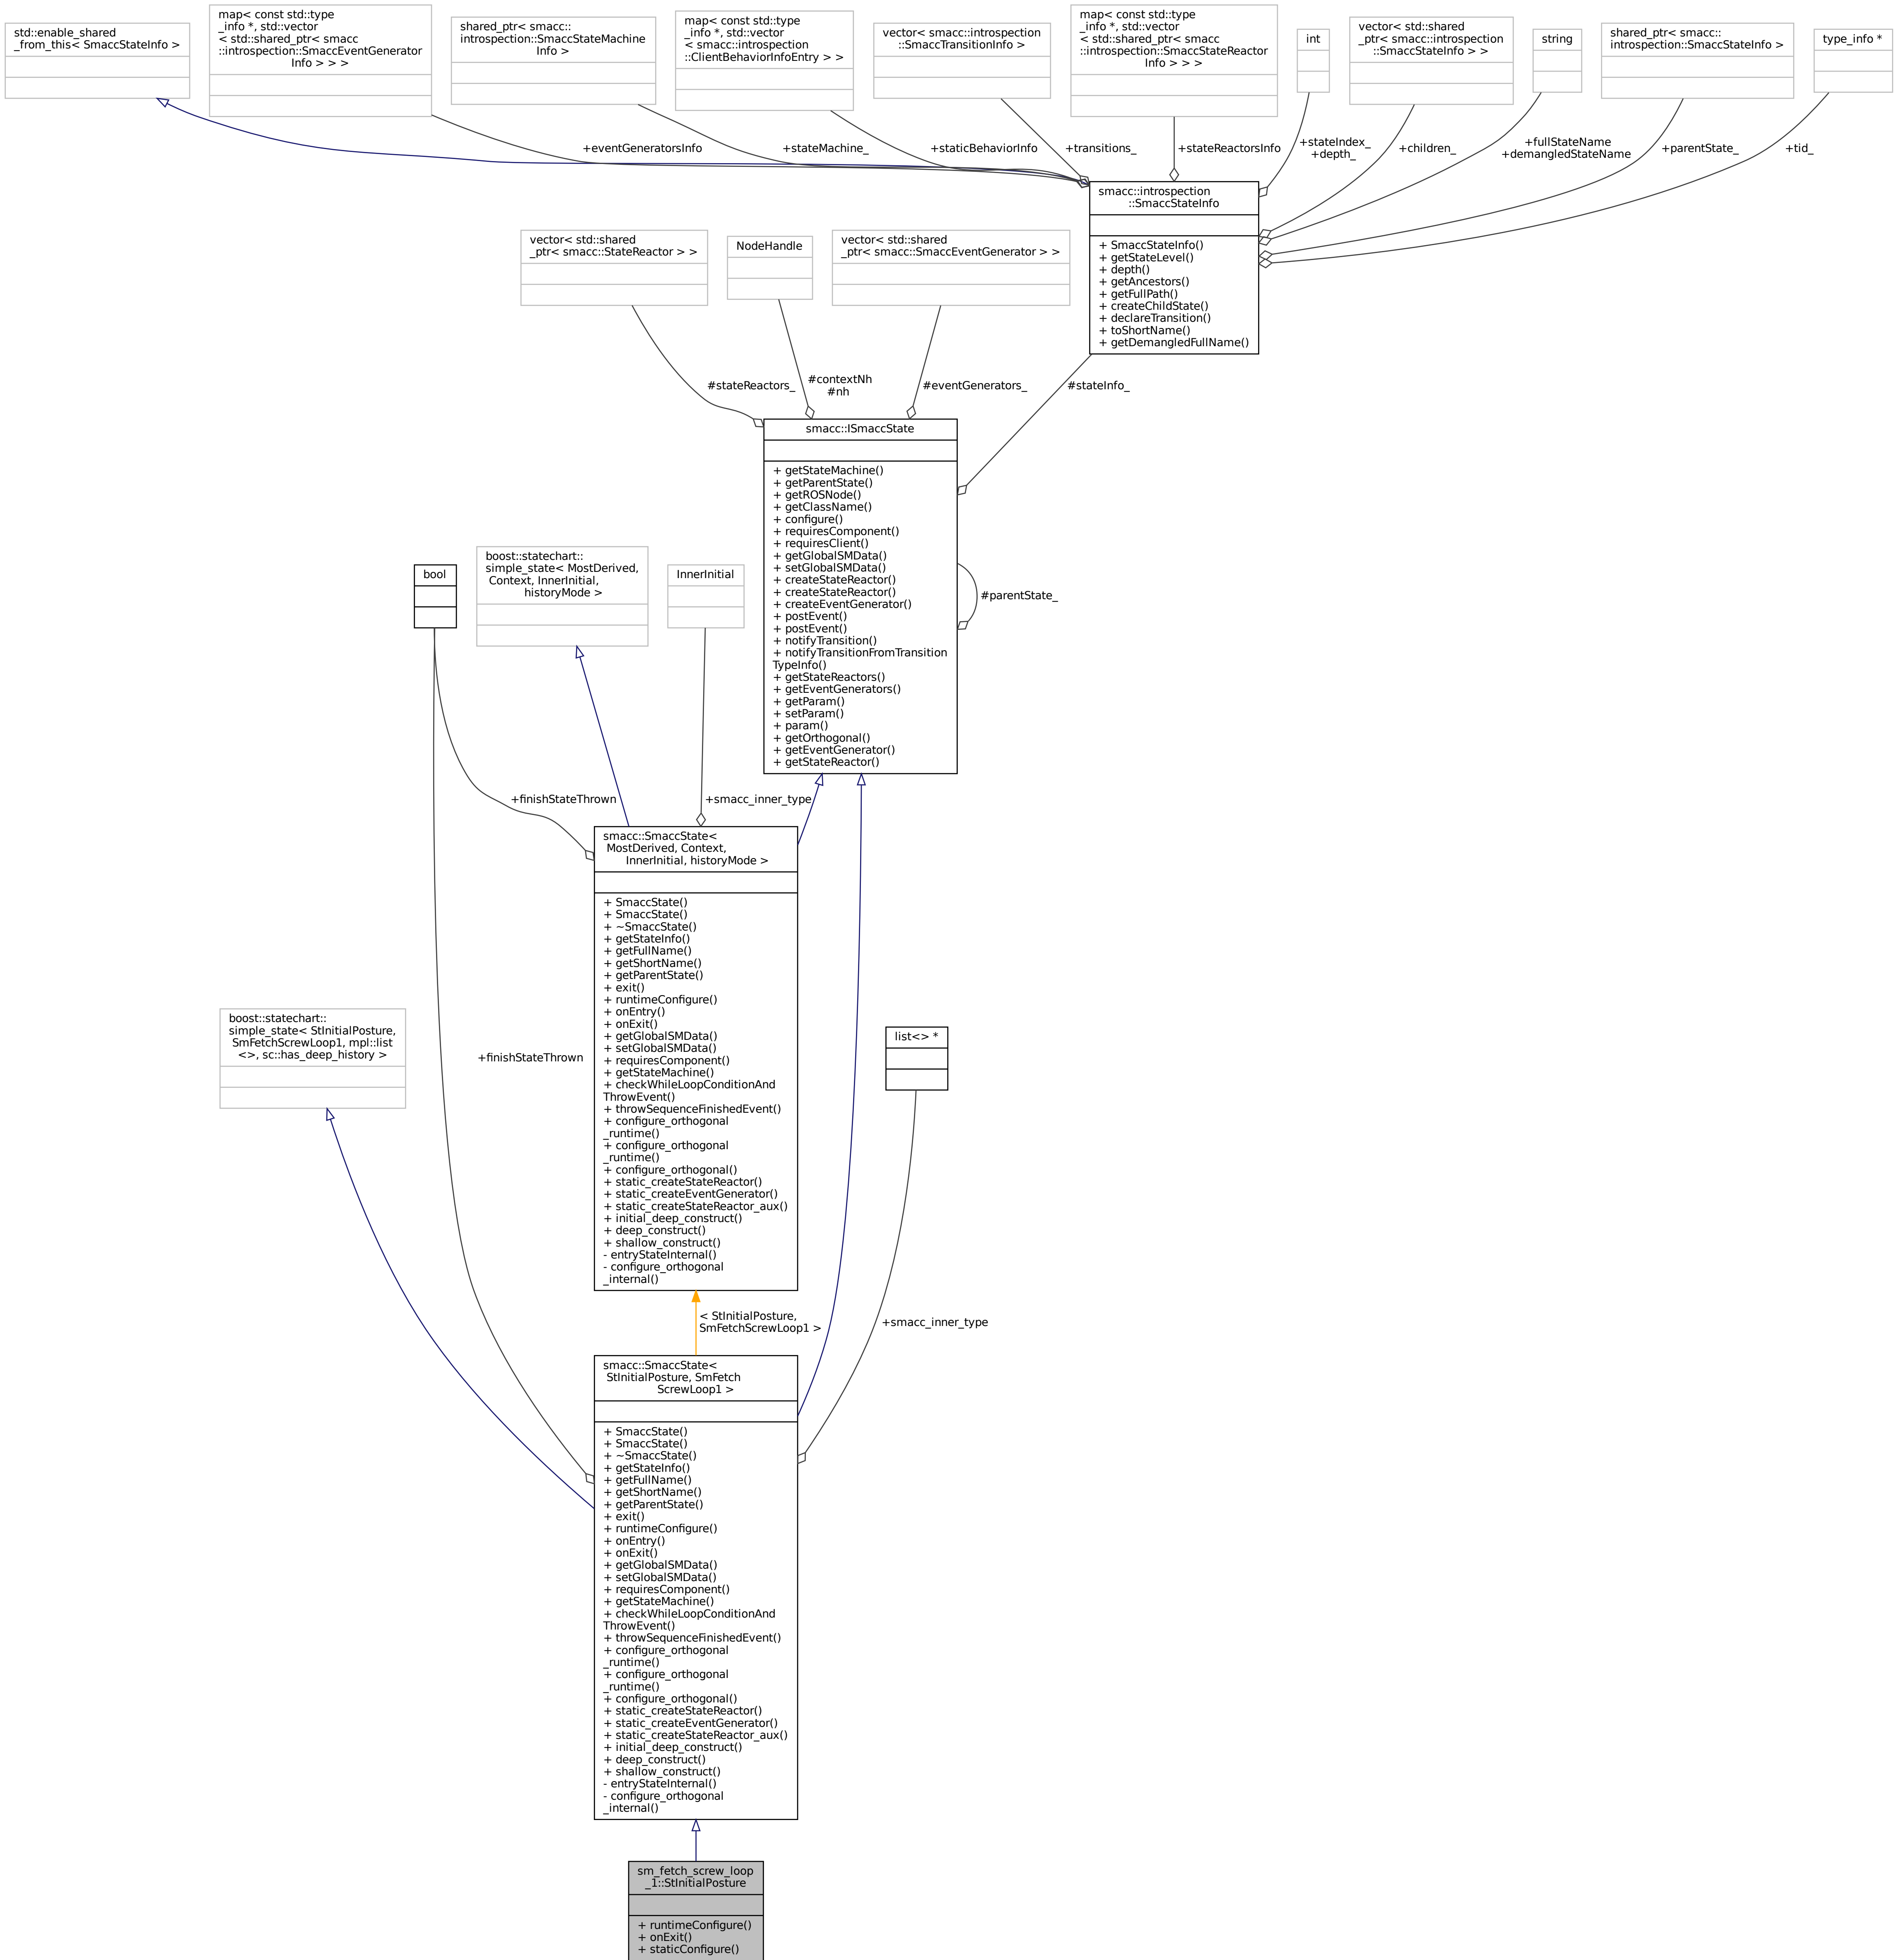 std::enable_shared
_from_this< SmaccStateInfo >
map< const std::type
_info *, std::vector
< std::shared_ptr< smacc
::introspection::SmaccEventGenerator
Info > > >
shared_ptr< smacc::
introspection::SmaccStateMachine
Info >
map< const std::type
_info *, std::vector
< smacc::introspection
::ClientBehaviorInfoEntry > >
vector< smacc::introspection
::SmaccTransitionInfo >
map< const std::type
_info *, std::vector
< std::shared_ptr< smacc
::introspection::SmaccStateReactor
Info > > >
int
vector< std::shared
_ptr< smacc::introspection
::SmaccStateInfo > >
string
shared_ptr< smacc::
introspection::SmaccStateInfo >
type_info *
+eventGeneratorsInfo
+stateMachine_
+staticBehaviorInfo
+transitions_
+stateReactorsInfo
+stateIndex_
+depth_
+children_
+fullStateName
+demangledStateName
+parentState_
+tid_
smacc::introspection
::SmaccStateInfo
+ SmaccStateInfo()
+ getStateLevel()
+ depth()
+ getAncestors()
+ getFullPath()
+ createChildState()
+ declareTransition()
+ toShortName()
+ getDemangledFullName()
vector< std::shared
_ptr< smacc::StateReactor > >
NodeHandle
vector< std::shared
_ptr< smacc::SmaccEventGenerator > >
#stateReactors_
#contextNh
#nh
#eventGenerators_
#stateInfo_
smacc::ISmaccState
+ getStateMachine()
+ getParentState()
+ getROSNode()
+ getClassName()
+ configure()
+ requiresComponent()
+ requiresClient()
+ getGlobalSMData()
+ setGlobalSMData()
+ createStateReactor()
+ createStateReactor()
+ createEventGenerator()
+ postEvent()
+ postEvent()
+ notifyTransition()
+ notifyTransitionFromTransition
TypeInfo()
+ getStateReactors()
+ getEventGenerators()
+ getParam()
+ setParam()
+ param()
+ getOrthogonal()
+ getEventGenerator()
+ getStateReactor()
#parentState_
bool
boost::statechart::
simple_state< MostDerived,
Context, InnerInitial,
historyMode >
InnerInitial
+finishStateThrown
+smacc_inner_type
smacc::SmaccState<
MostDerived, Context,
InnerInitial, historyMode >
+ SmaccState()
+ SmaccState()
+ ~SmaccState()
+ getStateInfo()
+ getFullName()
+ getShortName()
+ getParentState()
+ exit()
+ runtimeConfigure()
+ onEntry()
+ onExit()
+ getGlobalSMData()
+ setGlobalSMData()
+ requiresComponent()
+ getStateMachine()
+ checkWhileLoopConditionAnd
ThrowEvent()
+ throwSequenceFinishedEvent()
+ configure_orthogonal
_runtime()
+ configure_orthogonal
_runtime()
+ configure_orthogonal()
+ static_createStateReactor()
+ static_createEventGenerator()
+ static_createStateReactor_aux()
+ initial_deep_construct()
+ deep_construct()
+ shallow_construct()
- entryStateInternal()
- configure_orthogonal
_internal()
boost::statechart::
simple_state< StInitialPosture,
SmFetchScrewLoop1, mpl::list
<>, sc::has_deep_history >
+finishStateThrown
list<> *
< StInitialPosture,
SmFetchScrewLoop1 >
+smacc_inner_type
smacc::SmaccState<
StInitialPosture, SmFetch
ScrewLoop1 >
+ SmaccState()
+ SmaccState()
+ ~SmaccState()
+ getStateInfo()
+ getFullName()
+ getShortName()
+ getParentState()
+ exit()
+ runtimeConfigure()
+ onEntry()
+ onExit()
+ getGlobalSMData()
+ setGlobalSMData()
+ requiresComponent()
+ getStateMachine()
+ checkWhileLoopConditionAnd
ThrowEvent()
+ throwSequenceFinishedEvent()
+ configure_orthogonal
_runtime()
+ configure_orthogonal
_runtime()
+ configure_orthogonal()
+ static_createStateReactor()
+ static_createEventGenerator()
+ static_createStateReactor_aux()
+ initial_deep_construct()
+ deep_construct()
+ shallow_construct()
- entryStateInternal()
- configure_orthogonal
_internal()
sm_fetch_screw_loop
_1::StInitialPosture
+ runtimeConfigure()
+ onExit()
+ staticConfigure()